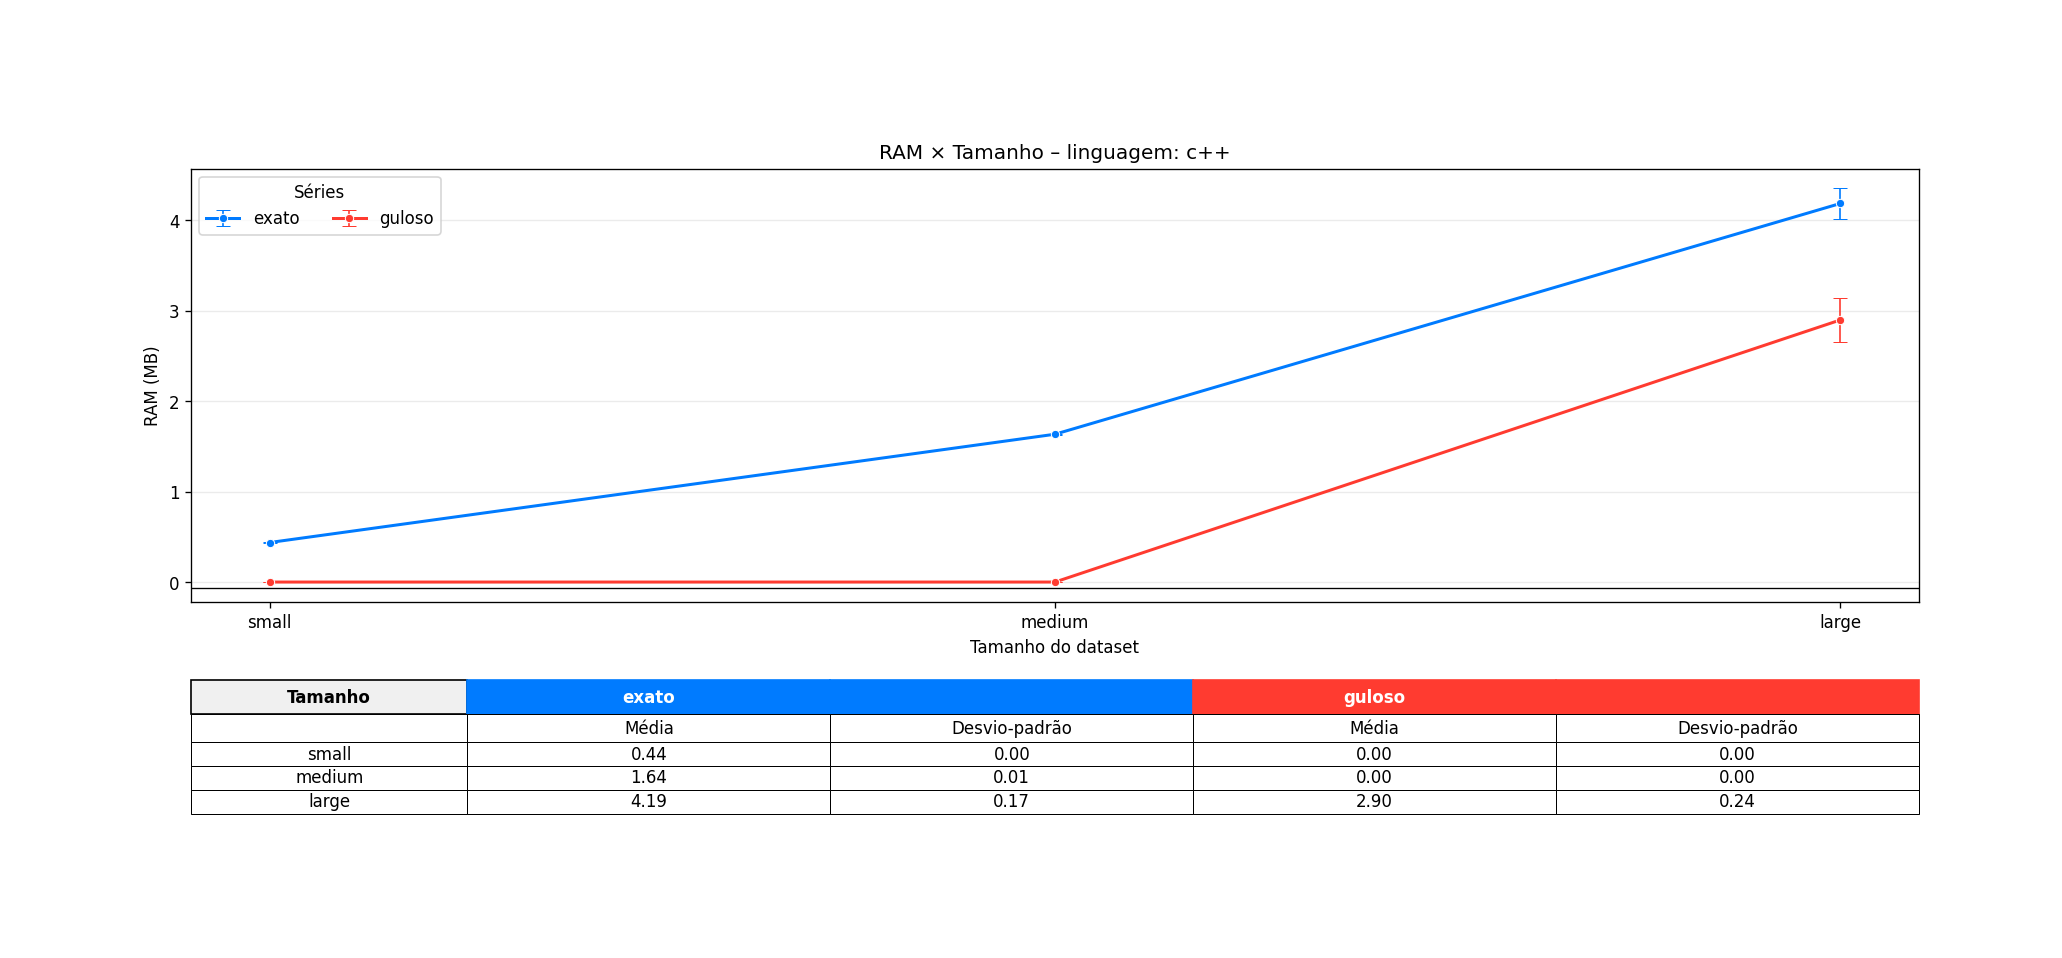 RAM × Tamanho – linguagem: c++
Séries
exato guloso
4
3
2
1
0
RAM (MB)
small medium large
Tamanho do dataset
Tamanho exato guloso
Média Desvio-padrão Média Desvio-padrão
small 0.44 0.00 0.00 0.00
medium 1.64 0.01 0.00 0.00
large 4.19 0.17 2.90 0.24